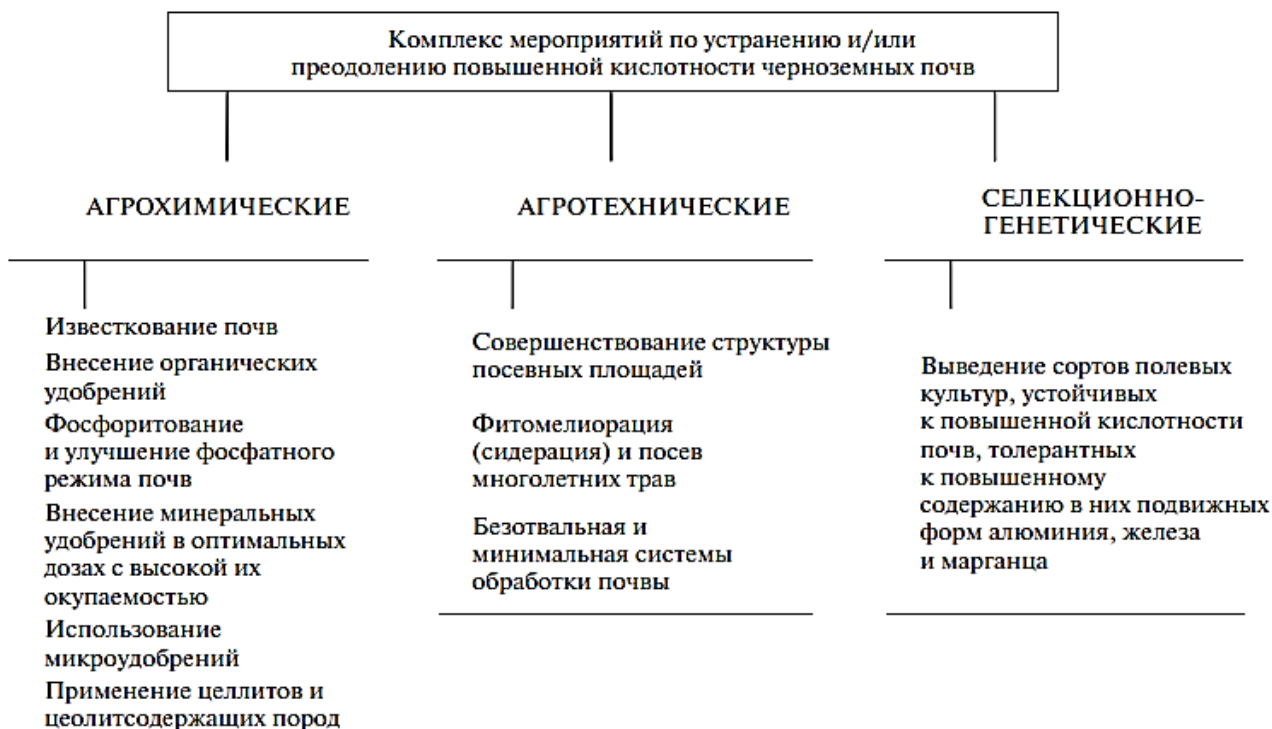 Комплекс мероприятий по устранению и/или
преодолению повышенной кислотности черноземных почв
АГРОХИМИЧЕСКИЕ
Известкование почв
Внесение органических
удобрений
Фосфоритование
и улучшение фосфатного
режима почв
Внесение минеральных
удобрений в оптимальных
дозах с высокой их
окупаемостью
Использование
микроудобрений
Применение целлитов и
цеолитсодержащих пород
АГРОТЕХНИЧЕСКИЕ
Совершенствование структуры
посевных площадей
Фитомелиорация
(сидерация) и посев
многолетних трав
Безотвальная и
минимальная системы
обработки почвы
СЕЛЕКЦИОННО-
ГЕНЕТИЧЕСКИЕ
Выведение сортов полевых
культур, устойчивых
к повышенной кислотности
почв, толерантных
к повышенному
содержанию в них подвижных
форм алюминия, железа
и марганца